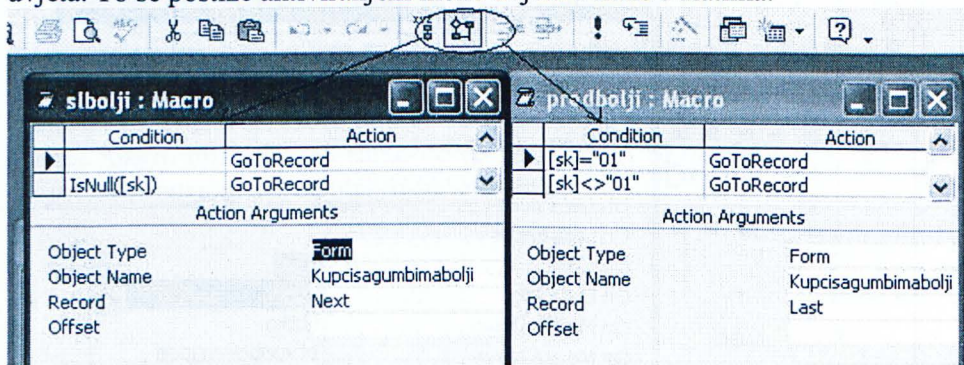 slbolji : Macro
Condition Action
GoToRecord
IsNull([sk]) GoToRecord
Action Arguments
Object Type Form
Object Name Kupcisagumbimabolji
Record Next
Offset
predbolji : Macro
Condition Action
[sk]="01" GoToRecord
[sk]<>"01" GoToRecord
Action Arguments
Object Type Form
Object Name Kupcisagumbimabolji
Record Last
Offset